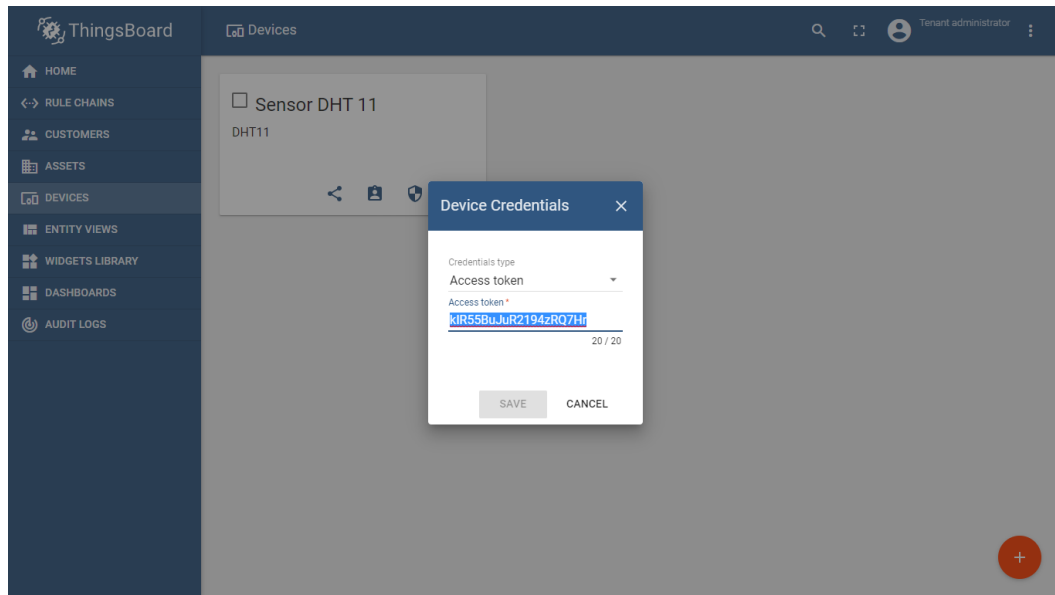 ThingsBoard
Devices
Tenant administrator
HOME
RULE CHAINS
CUSTOMERS
ASSETS
DEVICES
ENTITY VIEWS
WIDGETS LIBRARY
DASHBOARDS
AUDIT LOGS
Sensor DHT 11
DHT11
Device Credentials
Credentials type
Access token
Access token *
kIR55BuJuR2194zRQ7Hr
20 / 20
SAVE
CANCEL